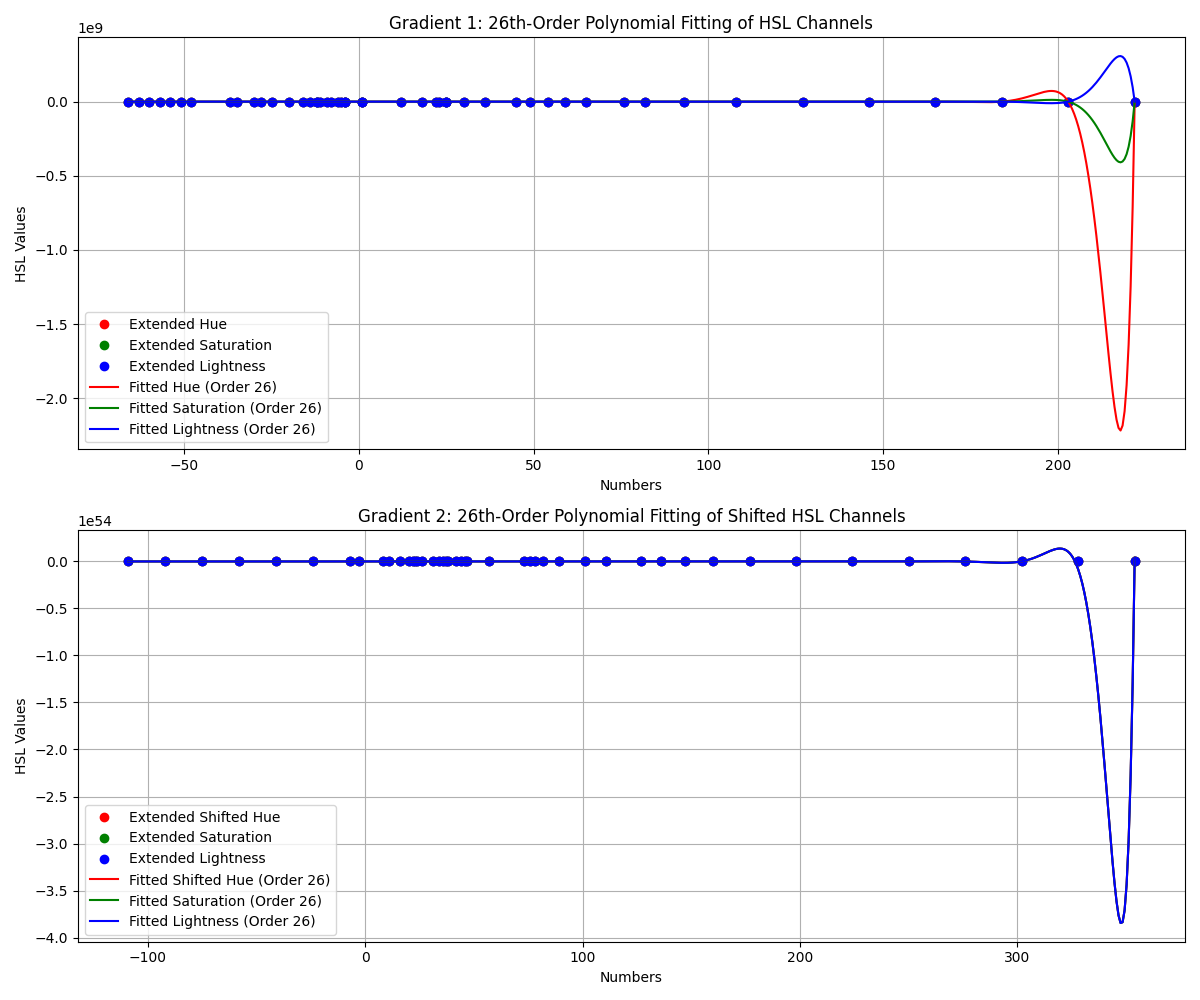 Gradient 1: 26th-Order Polynomial Fitting of HSL Channels
1e9
0.0
−0.5
−1.0
−1.5
−2.0
HSL Values
Extended Hue
Extended Saturation
Extended Lightness
Fitted Hue (Order 26)
Fitted Saturation (Order 26)
Fitted Lightness (Order 26)
−50 0 50 100 150 200
Numbers
Gradient 2: 26th-Order Polynomial Fitting of Shifted HSL Channels
1e54
0.0
−0.5
−1.0
−1.5
−2.0
−2.5
−3.0
−3.5
−4.0
HSL Values
Extended Shifted Hue
Extended Saturation
Extended Lightness
Fitted Shifted Hue (Order 26)
Fitted Saturation (Order 26)
Fitted Lightness (Order 26)
−100 0 100 200 300
Numbers